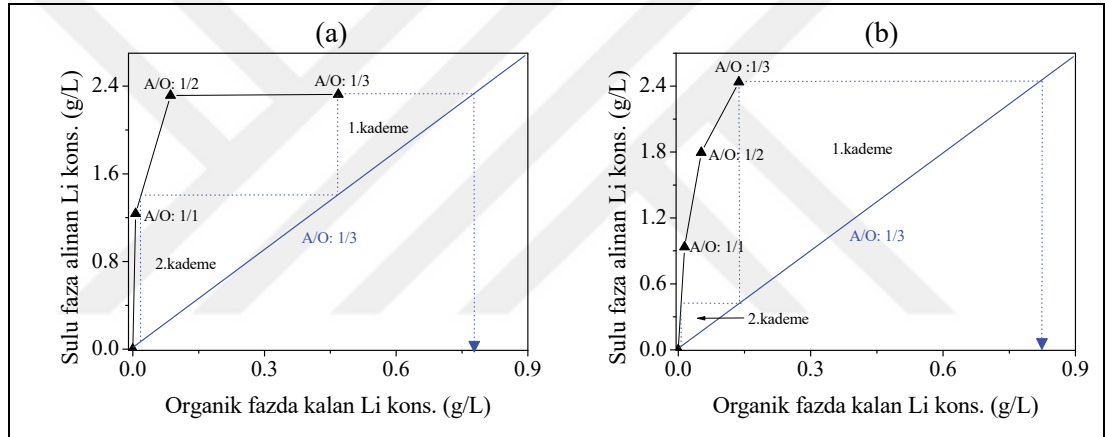 (a)
Sulu faza alinan Li kons. (g/L)
2.4
1.6
0.8
0.0
A/O: 1/2
A/O: 1/3
1.kademe
A/O: 1/1
A/O: 1/3
2.kademe
0.0 0.3 0.6 0.9
Organik fazda kalan Li kons. (g/L)
(b)
Sulu faza alinan Li kons. (g/L)
2.4
1.8
1.2
0.6
0.0
A/O :1/3
A/O: 1/2
1.kademe
A/O: 1/1
A/O: 1/3
2.kademe
0.0 0.3 0.6 0.9
Organik fazda kalan Li kons. (g/L)